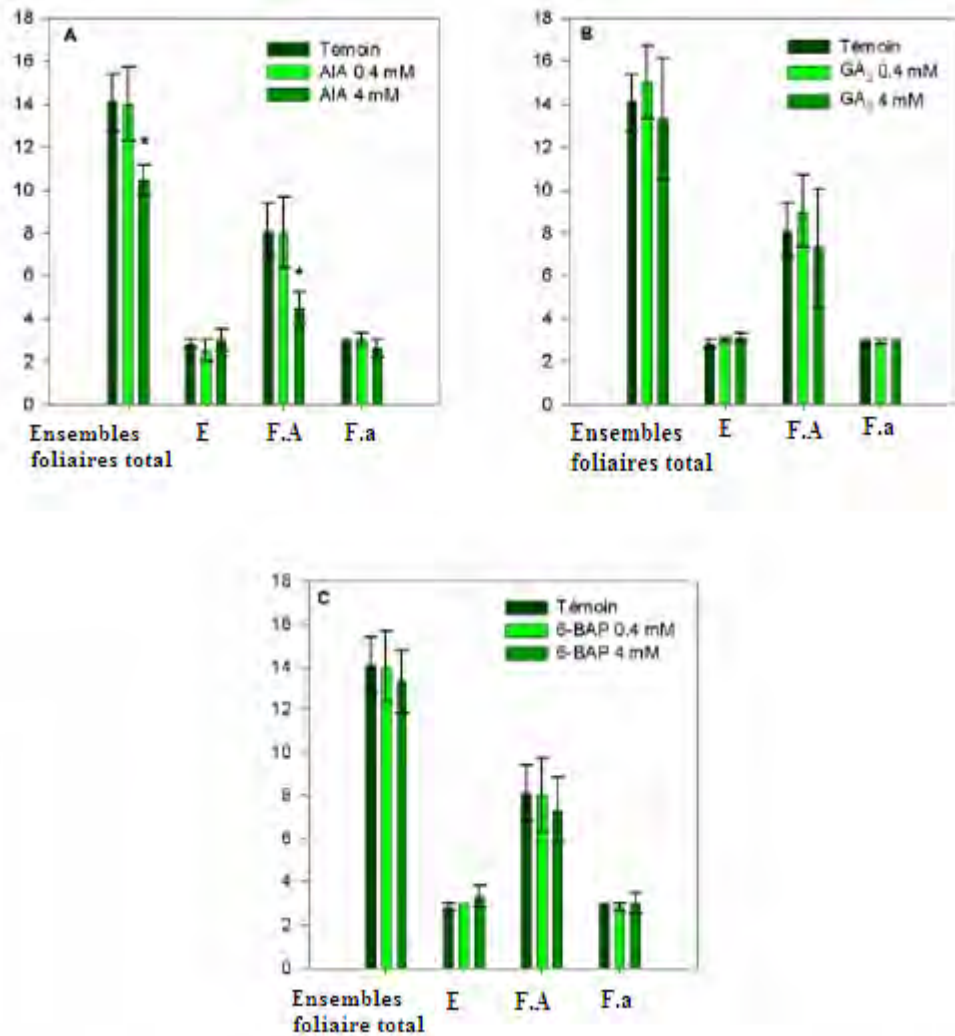 A
Témoin
AIA 0.4 mM
AIA 4 mM
*
*
18
16
14
12
10
8
6
4
2
0
Ensembles
foliaires total
E
F.A
F.a
B
Témoin
GA₃ 0.4 mM
GA₃ 4 mM
18
16
14
12
10
8
6
4
2
0
Ensembles
foliaires total
E
F.A
F.a
C
Témoin
6-BAP 0.4 mM
6-BAP 4 mM
18
16
14
12
10
8
6
4
2
0
Ensembles
foliaire total
E
F.A
F.a